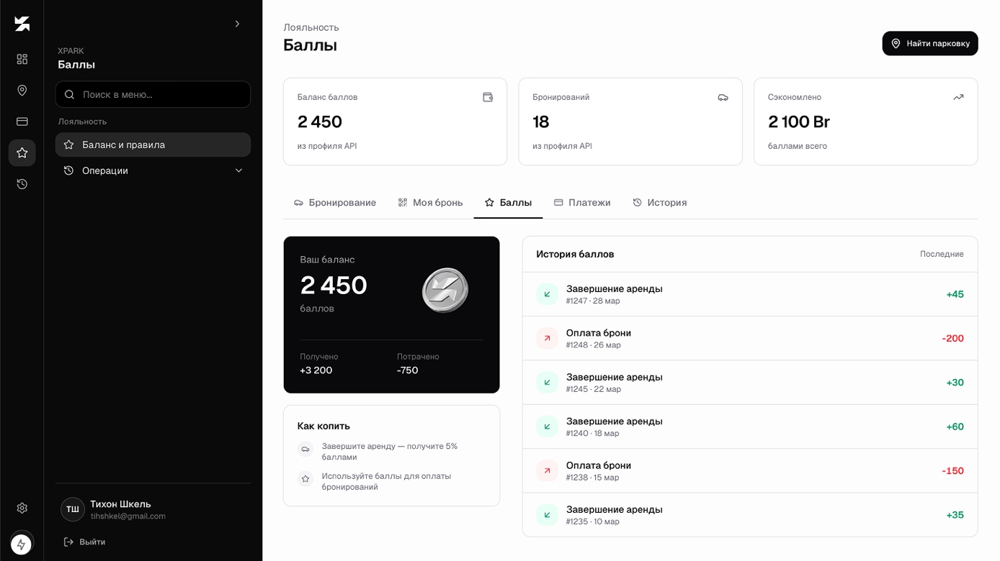 XPARK
Баллы
Поиск в меню...
Лояльность
Баланс и правила
Операции
Тихон Шкель
ТШ
tihshkel@gmail.com
Выйти
Лояльность
Баллы
Найти парковку
Баланс баллов
2 450
из профиля API
Бронирований
18
из профиля API
Сэкономлено
2 100 Br
баллами всего
Бронирование
Моя бронь
Баллы
Платежи
История
Ваш баланс
2 450
баллов
Получено
+3 200
Потрачено
-750
Как копить
Завершите аренду — получите 5%
баллами
Используйте баллы для оплаты
бронирований
История баллов
Последние
Завершение аренды
#1247 · 28 мар
+45
Оплата брони
#1248 · 26 мар
-200
Завершение аренды
#1245 · 22 мар
+30
Завершение аренды
#1240 · 18 мар
+60
Оплата брони
#1238 · 15 мар
-150
Завершение аренды
#1235 · 10 мар
+35